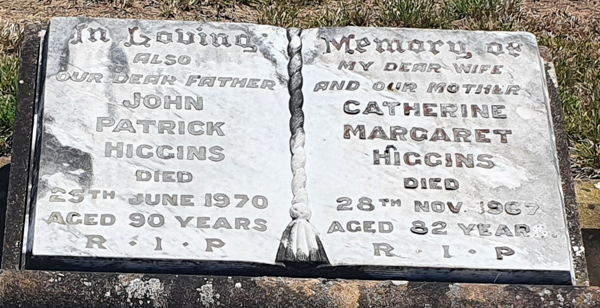 In Loving
ALSO
OUR DEAR FATHER
JOHN
PATRICK
HIGGINS
DIED
25TH JUNE 1970
AGED 90 YEARS
R · I · P
Memory of
MY DEAR WIFE
AND OUR MOTHER
CATHERINE
MARGARET
HIGGINS
DIED
28TH NOV. 1967
AGED 82 YEARS.
R · I · P